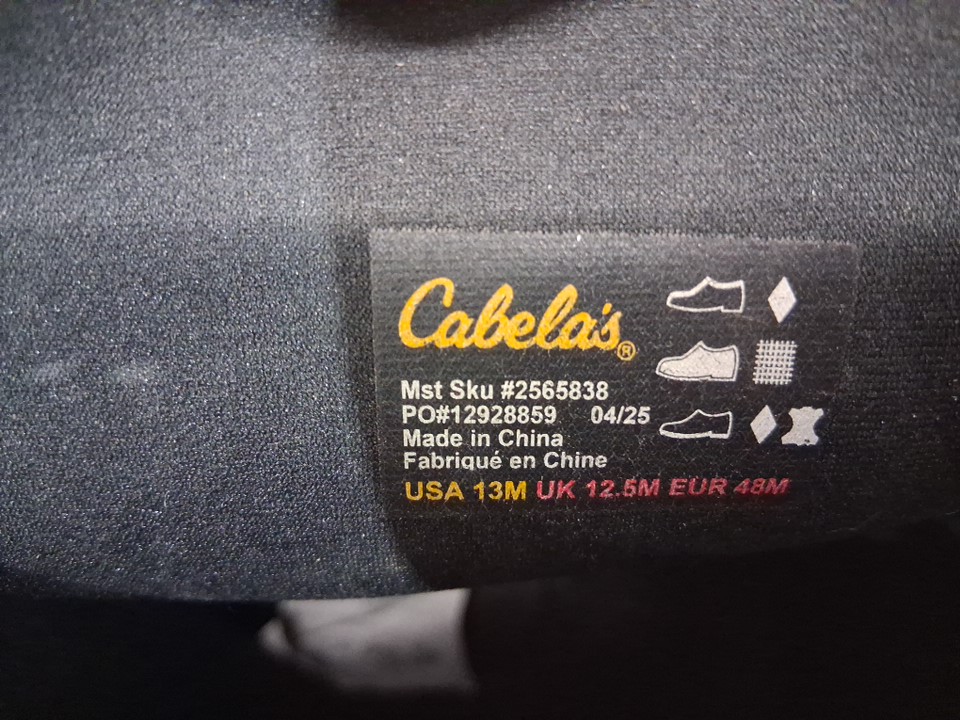 Cabela's®
Mst Sku #2565838
PO#12928859 04/25
Made in China
Fabriqué en Chine
USA 13M UK 12.5M EUR 48M